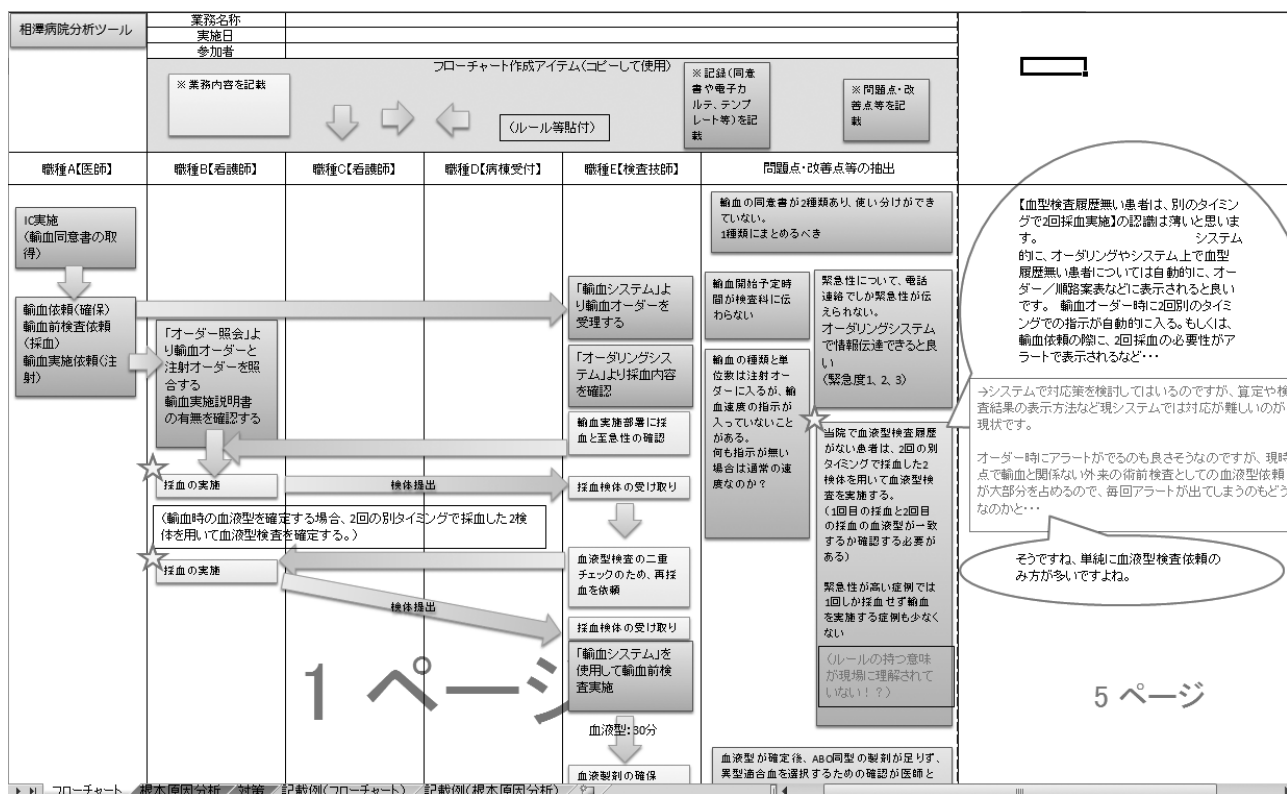 相澤病院分析ツール
業務名称
実施日
参加者
フローチャート作成アイテム(コピーして使用)
※業務内容を記載
(ルール等貼付)
※記録(同意
書や電子カ
ルテ、テンプ
レート等)を記
載
※問題点・改
善点等を記
載
職種A【医師】
職種B【看護師】
職種C【看護師】
職種D【病棟受付】
職種E【検査技師】
問題点・改善点等の抽出
IC実施
(輸血同意書の取
得)
輸血依頼(確保)
輸血前検査依頼
(採血)
輸血実施依頼(注
射)
「オーダー照会」よ
り輸血オーダーと
注射オーダーを照
合する
輸血実施説明書
の有無を確認する
採血の実施
検体提出
(輸血時の血液型を確定する場合、2回の別タイミングで採血した2検
体を用いて血液型検査を確定する。)
採血の実施
検体提出
「輸血システム」よ
り輸血オーダーを
受理する
「オーダリングシス
テム」より採血内容
を確認
輸血実施部署に採
血と至急性の確認
採血検体の受け取り
血液型検査の二重
チェックのため、再採
血を依頼
採血検体の受け取り
「輸血システム」を
使用して輸血前検
査実施
血液型:30分
血液製剤の確保
輸血の同意書が2種類あり、使い分けができ
ていない。
1種類にまとめるべき
輸血開始予定時
間が検査科に伝
わらない
緊急性について、電話
連絡でしか緊急性が伝
えられない。
オーダリングシステム
で情報伝達できると良
い
(緊急度1、2、3)
輸血の種類と単
位数は注射オー
ダーに入るが、輸
血速度の指示が
入っていないこと
がある。
何も指示が無い
場合は通常の速
度なのか?
当院で血液型検査履歴
がない患者は、2回の別
タイミングで採血した2
検体を用いて血液型検
査を実施する。
(1回目の採血と2回目
の採血の血液型が一致
するか確認する必要が
ある)
緊急性が高い症例では
1回しか採血せず輸血
を実施する症例も少なく
ない
(ルールの持つ意味
が現場に理解されて
いない!?)
血液型が確定後、ABO同型の製剤が足りず、
異型適合血を選択するための確認が医師と
【血型検査履歴無い患者は、別のタイミン
グで2回採血実施】の認識は薄いと思いま
す。 システム
的に、オーダリングやシステム上で血型
履歴無い患者については自動的に、オー
ダー/順路案表などに表示されると良い
です。 輸血オーダー時に2回別のタイミ
ングでの指示が自動的に入る。もしくは、
輸血依頼の際に、2回採血の必要性がア
ラートで表示されるなど・・・
→システムで対応策を検討してはいるのですが、算定や検
査結果の表示方法など現システムでは対応が難しいのが
現状です。
オーダー時にアラートがでるのも良さそうなのですが、現時
点で輸血と関係ない外来の術前検査としての血液型依頼
が大部分を占めるので、毎回アラートが出てしまうのもどう
なのかと・・・
そうですね、単純に血液型検査依頼の
み方が多いですよね。
1 ページ
5 ページ
フローチャート
根本原因分析
対策
記載例(フローチャート)
記載例(根本原因分析)